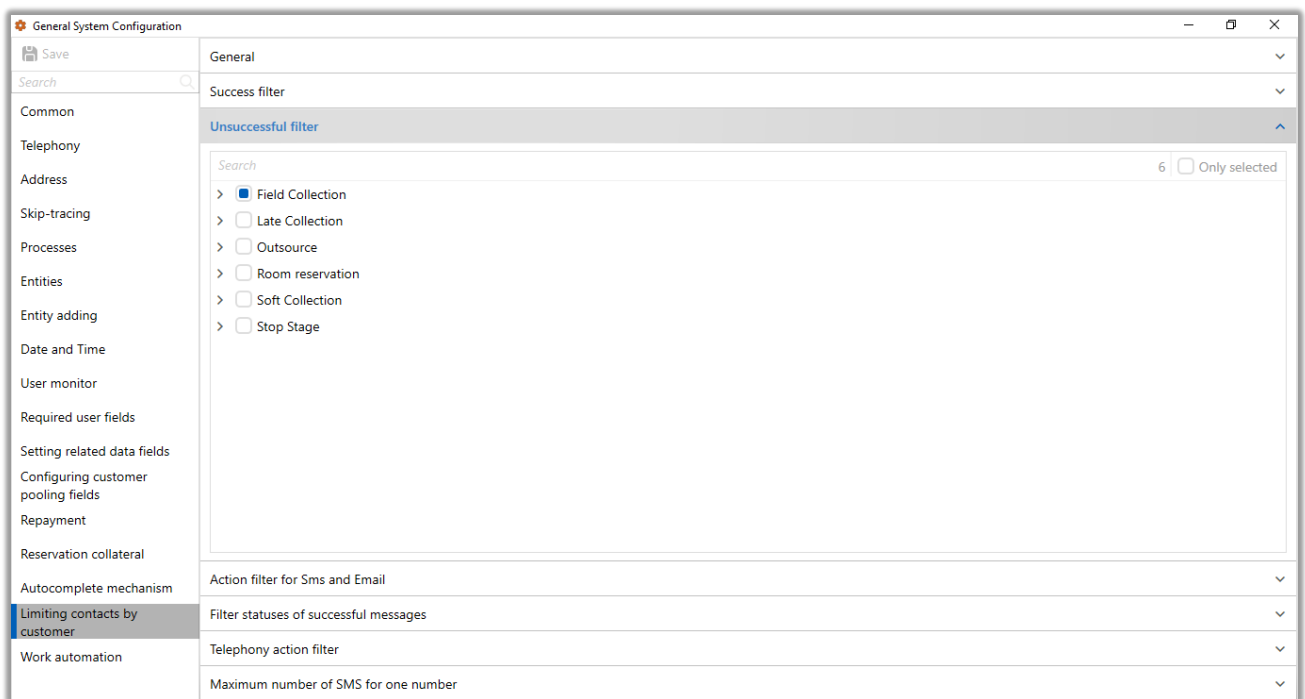 General System Configuration
Save
Search
Common
Telephony
Address
Skip-tracing
Processes
Entities
Entity adding
Date and Time
User monitor
Required user fields
Setting related data fields
Configuring customer
pooling fields
Repayment
Reservation collateral
Autocomplete mechanism
Limiting contacts by
customer
Work automation
General
Success filter
Unsuccessful filter
Search 6 Only selected
Field Collection
Late Collection
Outsource
Room reservation
Soft Collection
Stop Stage
Action filter for Sms and Email
Filter statuses of successful messages
Telephony action filter
Maximum number of SMS for one number